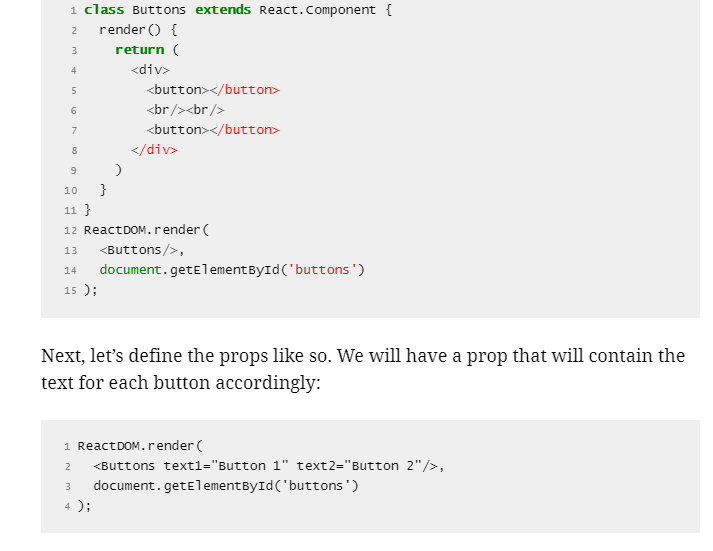 1 class Buttons extends React.Component {
2 render() {
3 return (
4 <div>
5 <button></button>
6 <br/><br/>
7 <button></button>
8 </div>
9 )
10 }
11 }
12 ReactDOM.render(
13 <Buttons/>,
14 document.getElementById('buttons')
15 );
Next, let’s define the props like so. We will have a prop that will contain the
text for each button accordingly:
1 ReactDOM.render(
2 <Buttons text1="Button 1" text2="Button 2"/>,
3 document.getElementById('buttons')
4 );